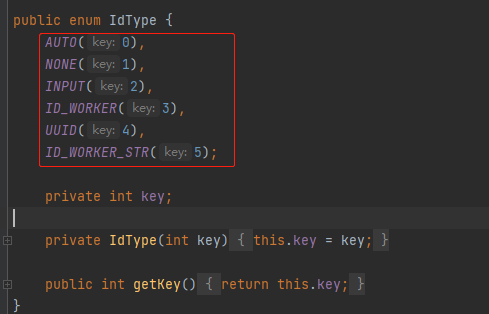 public enum IdType {
AUTO( key: 0),
NONE( key: 1),
INPUT( key: 2),
ID_WORKER( key: 3),
UUID( key: 4),
ID_WORKER_STR( key: 5);
private int key;
private IdType(int key) { this.key = key; }
public int getKey() { return this.key; }
}